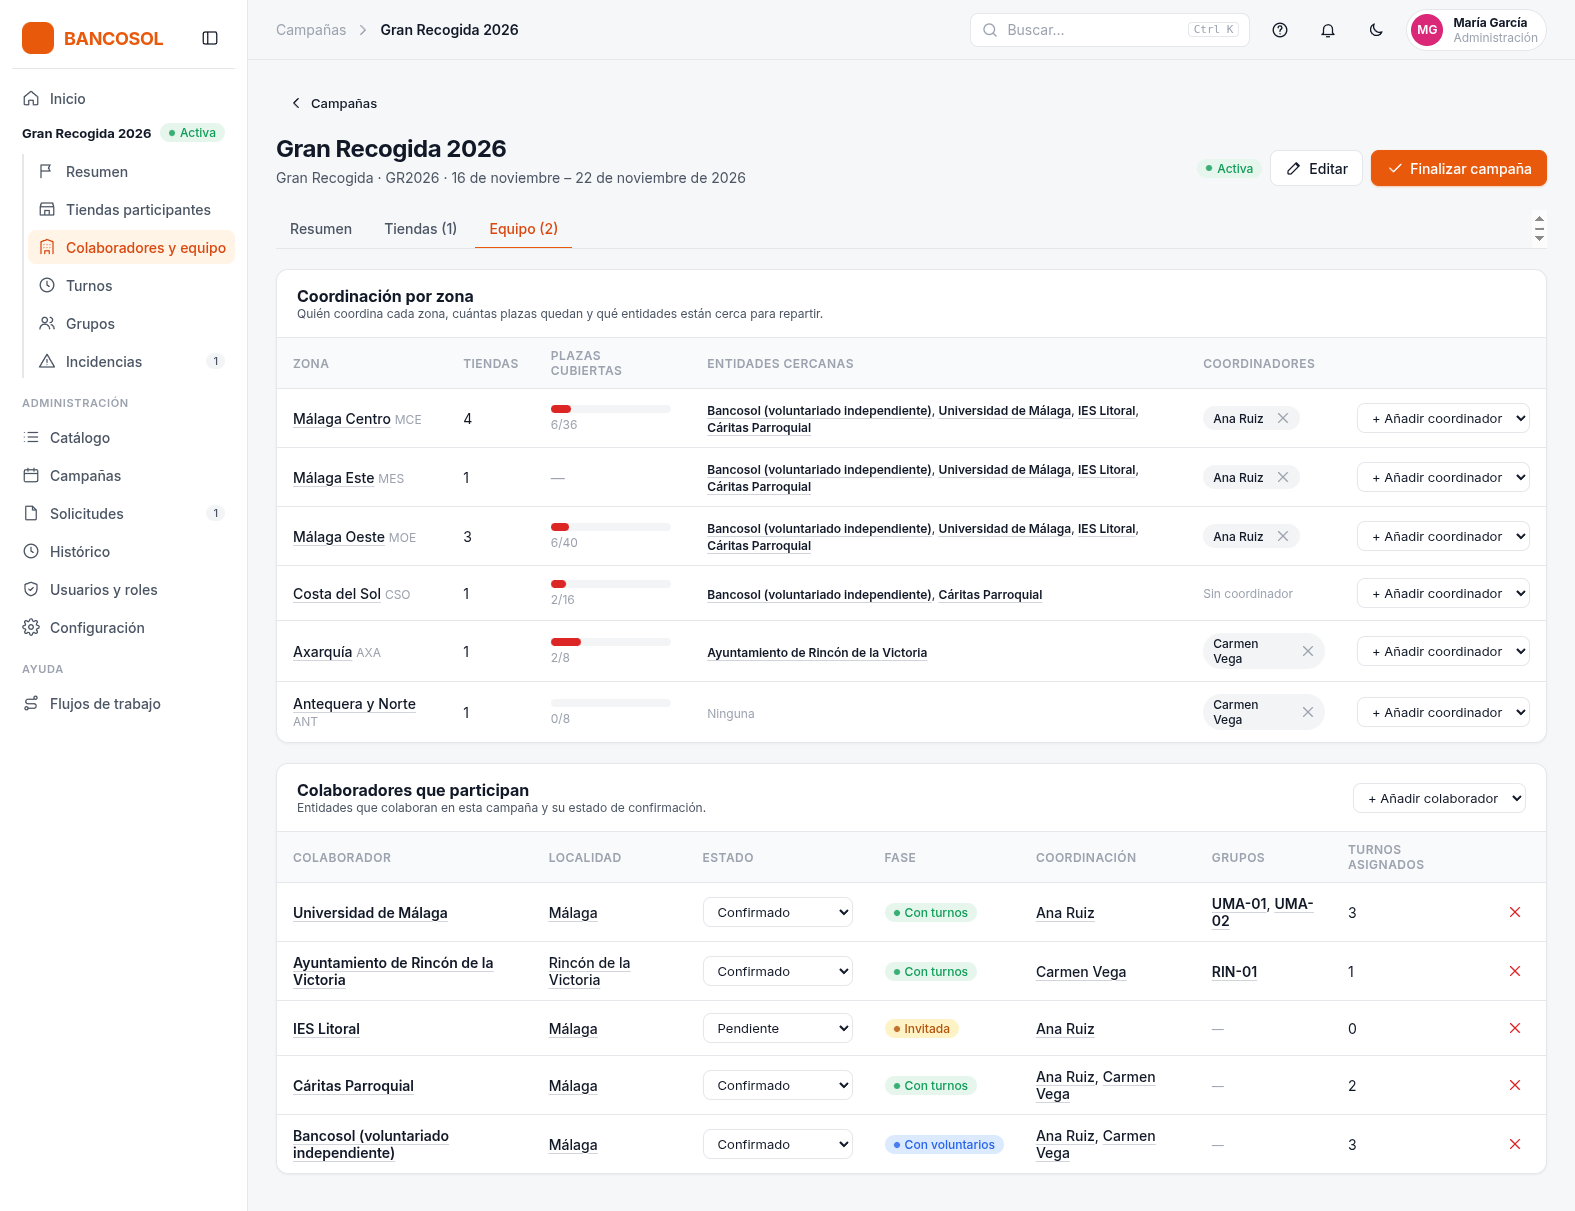 BANCOSOL
Inicio
Gran Recogida 2026 Activa
Resumen
Tiendas participantes
Colaboradores y equipo
Turnos
Grupos
Incidencias 1
ADMINISTRACIÓN
Catálogo
Campañas
Solicitudes 1
Histórico
Usuarios y roles
Configuración
AYUDA
Flujos de trabajo
Campañas Gran Recogida 2026
Buscar... Ctrl K
MG María García
Administración
Campañas
Gran Recogida 2026
Gran Recogida · GR2026 · 16 de noviembre – 22 de noviembre de 2026
Activa Editar Finalizar campaña
Resumen Tiendas (1) Equipo (2)
Coordinación por zona
Quién coordina cada zona, cuántas plazas quedan y qué entidades están cerca para repartir.
ZONA TIENDAS PLAZAS CUBIERTAS ENTIDADES CERCANAS COORDINADORES
Málaga Centro MCE 4 6/36 Bancosol (voluntariado independiente), Universidad de Málaga, IES Litoral,
Cáritas Parroquial Ana Ruiz + Añadir coordinador
Málaga Este MES 1 — Bancosol (voluntariado independiente), Universidad de Málaga, IES Litoral,
Cáritas Parroquial Ana Ruiz + Añadir coordinador
Málaga Oeste MOE 3 6/40 Bancosol (voluntariado independiente), Universidad de Málaga, IES Litoral,
Cáritas Parroquial Ana Ruiz + Añadir coordinador
Costa del Sol CSO 1 2/16 Bancosol (voluntariado independiente), Cáritas Parroquial Sin coordinador + Añadir coordinador
Axarquía AXA 1 2/8 Ayuntamiento de Rincón de la Victoria Carmen Vega + Añadir coordinador
Antequera y Norte ANT 1 0/8 Ninguna Carmen Vega + Añadir coordinador
Colaboradores que participan
Entidades que colaboran en esta campaña y su estado de confirmación.
+ Añadir colaborador
COLABORADOR LOCALIDAD ESTADO FASE COORDINACIÓN GRUPOS TURNOS ASIGNADOS
Universidad de Málaga Málaga Confirmado Con turnos Ana Ruiz UMA-01, UMA-02 3
Ayuntamiento de Rincón de la Victoria Rincón de la Victoria Confirmado Con turnos Carmen Vega RIN-01 1
IES Litoral Málaga Pendiente Invitada Ana Ruiz — 0
Cáritas Parroquial Málaga Confirmado Con turnos Ana Ruiz, Carmen Vega — 2
Bancosol (voluntariado independiente) Málaga Confirmado Con voluntarios Ana Ruiz, Carmen Vega — 3